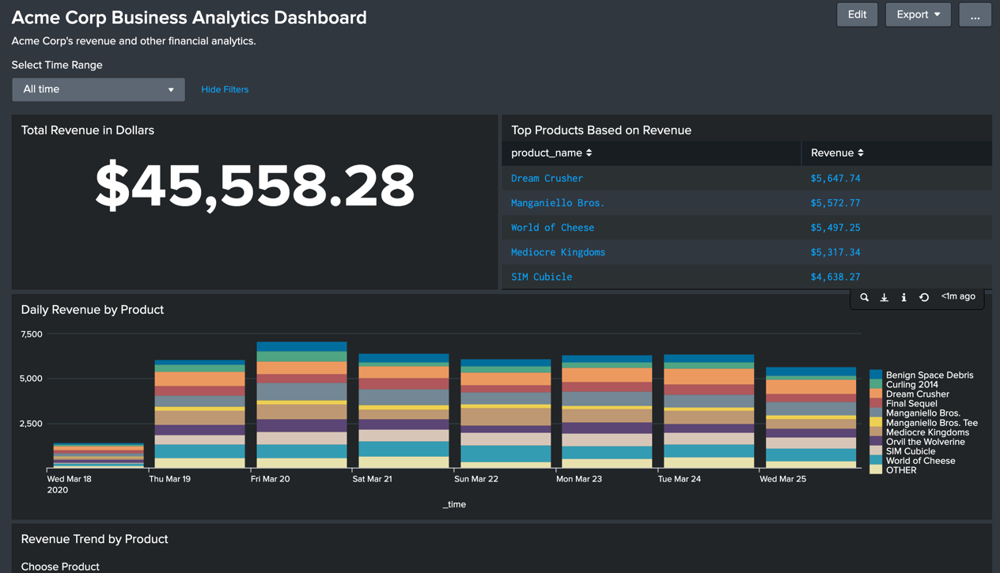 Acme Corp Business Analytics Dashboard
Edit
Export
...
Acme Corp's revenue and other financial analytics.
Select Time Range
All time
Hide Filters
Total Revenue in Dollars
$45,558.28
Top Products Based on Revenue
product_name Revenue
Dream Crusher $5,647.74
Manganiello Bros. $5,572.77
World of Cheese $5,497.25
Mediocre Kingdoms $5,317.34
SIM Cubicle $4,638.27
<1m ago
Daily Revenue by Product
7,500
5,000
2,500
Wed Mar 18 Thu Mar 19 Fri Mar 20 Sat Mar 21 Sun Mar 22 Mon Mar 23 Tue Mar 24 Wed Mar 25
2020
_time
Benign Space Debris
Curling 2014
Dream Crusher
Final Sequel
Manganiello Bros.
Manganiello Bros. Tee
Mediocre Kingdoms
Orvil the Wolverine
SIM Cubicle
World of Cheese
OTHER
Revenue Trend by Product
Choose Product